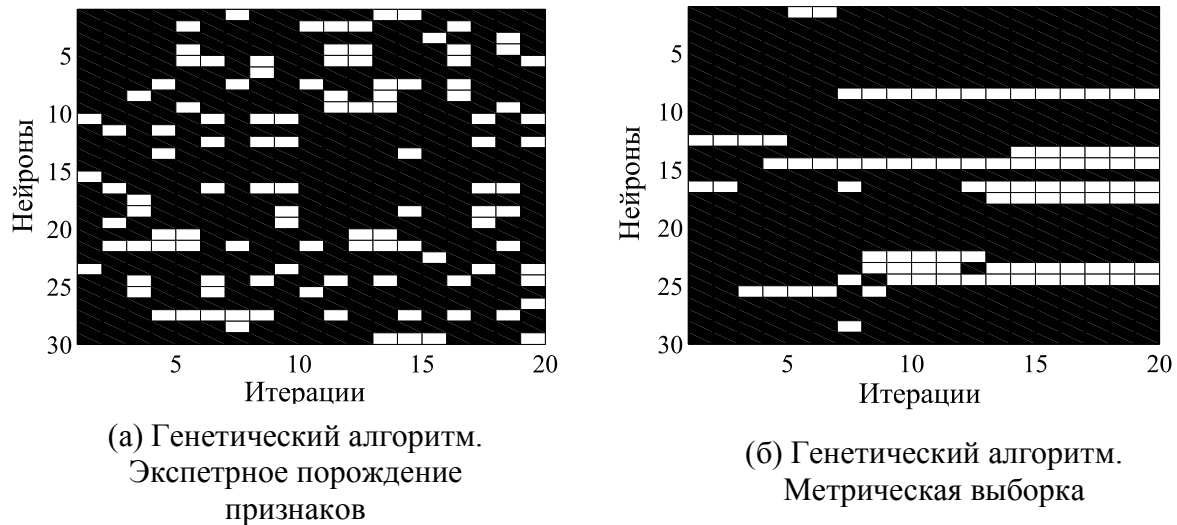 Нейроны
5
10
15
20
25
30
5
10
15
20
Итерации
(а) Генетический алгоритм.
Экспетрное порождение
признаков
Нейроны
5
10
15
20
25
30
5
10
15
20
Итерации
(б) Генетический алгоритм.
Метрическая выборка